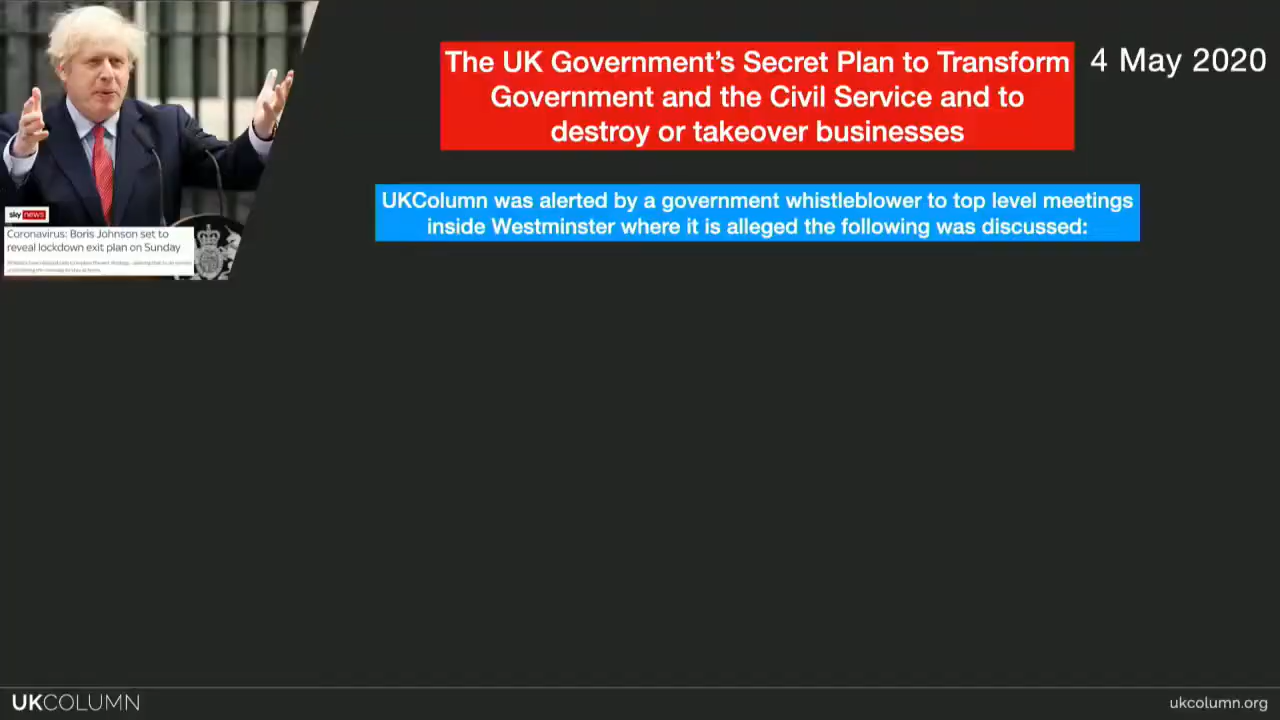 The UK Government's Secret Plan to Transform
Government and the Civil Service and to
destroy or takeover businesses
4 May 2020
UKColumn was alerted by a government whistleblower to top level meetings
inside Westminster where it is alleged the following was discussed:
sky news
Coronavirus: Boris Johnson set to
reveal lockdown exit plan on Sunday
UKCOLUMN
ukcolumn.org